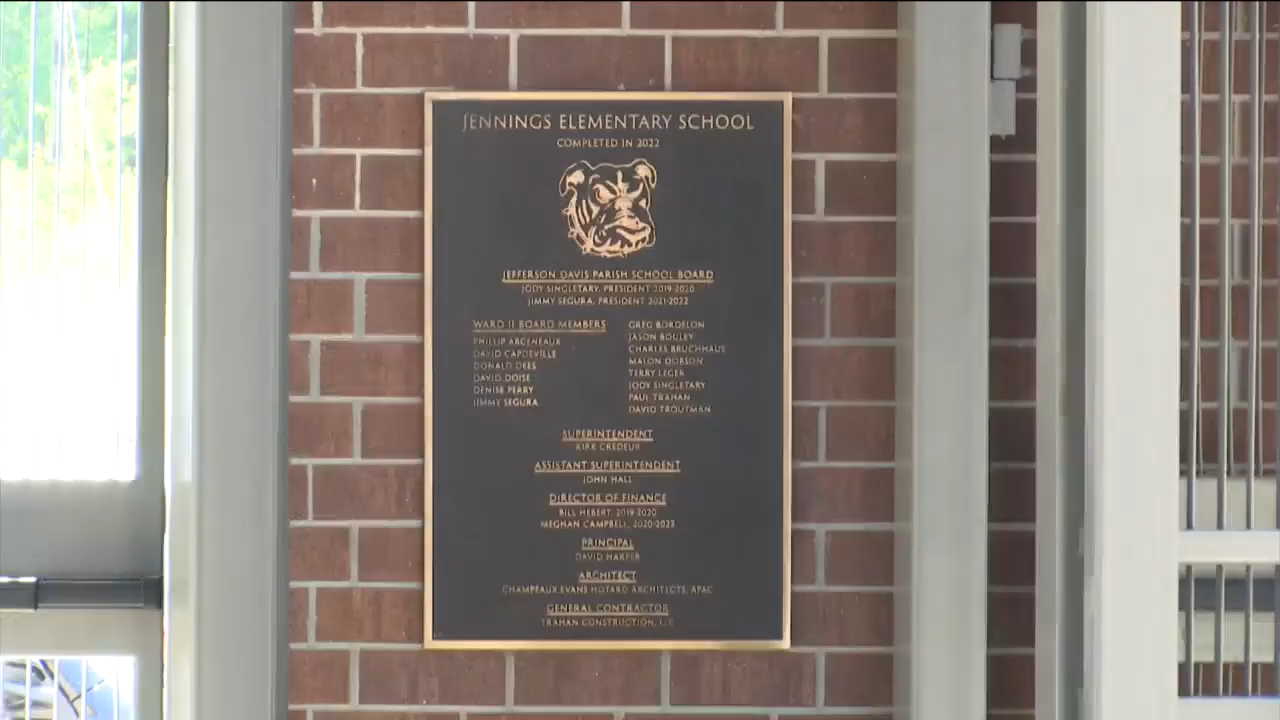 JENNINGS ELEMENTARY SCHOOL
COMPLETED IN 2022
JEFFERSON DAVIS PARISH SCHOOL BOARD
JODY SINGLETARY, PRESIDENT 2019-2020
JIMMY SEGURA, PRESIDENT 2021-2022
WARD II BOARD MEMBERS
PHILLIP ARCENEAUX
DAVID CAPDEVILLE
DONALD DEES
DAVID DOISE
DENISE PERRY
JIMMY SEGURA
GREG BORDELON
JASON BOULEY
CHARLES BRUCHHAUS
MALON DOBSON
TERRY LEGER
JODY SINGLETARY
PAUL TRAHAN
DAVID TROUTMAN
SUPERINTENDENT
KIRK CREDEUR
ASSISTANT SUPERINTENDENT
JOHN HALL
DIRECTOR OF FINANCE
BILL HEBERT, 2019-2020
MEGHAN CAMPBELL, 2020-2022
PRINCIPAL
DAVID HARPER
ARCHITECT
CHAMPEAUX EVANS HOTARD ARCHITECTS, APAC
GENERAL CONTRACTOR
TRAHAN CONSTRUCTION, LLC